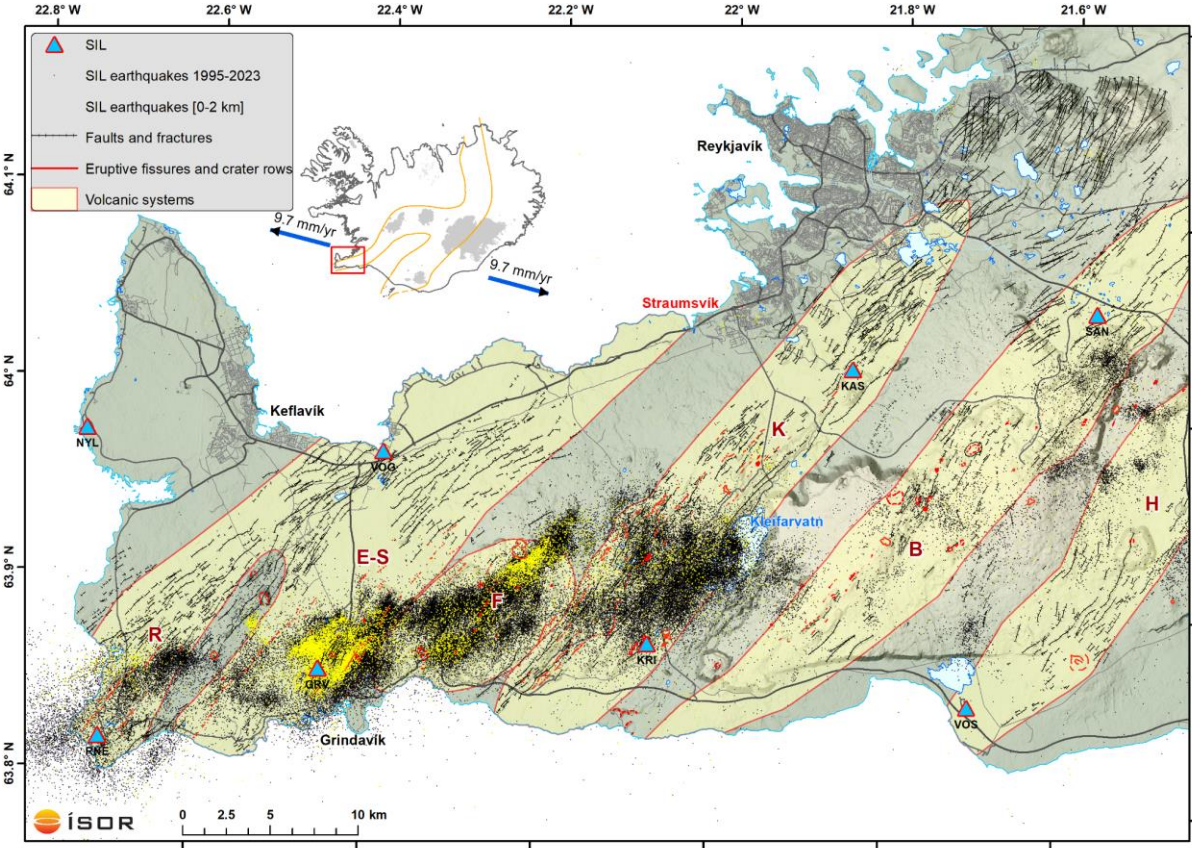 22.8° W
22.6° W
22.4° W
22.2° W
22° W
21.8° W
21.6° W
SIL
SIL earthquakes 1995-2023
SIL earthquakes [0-2 km]
Faults and fractures
Eruptive fissures and crater rows
Volcanic systems
64.1° N
64° N
63.9° N
63.8° N
9.7 mm/yr
9.7 mm/yr
Reykjavík
Straumsvík
SAN
KAS
Keflavík
NYL
VOG
K
Kleifarvatn
H
E-S
B
F
R
KRI
GRV
VOS
RNE
Grindavík
ÍSOR
0 2.5 5 10 km